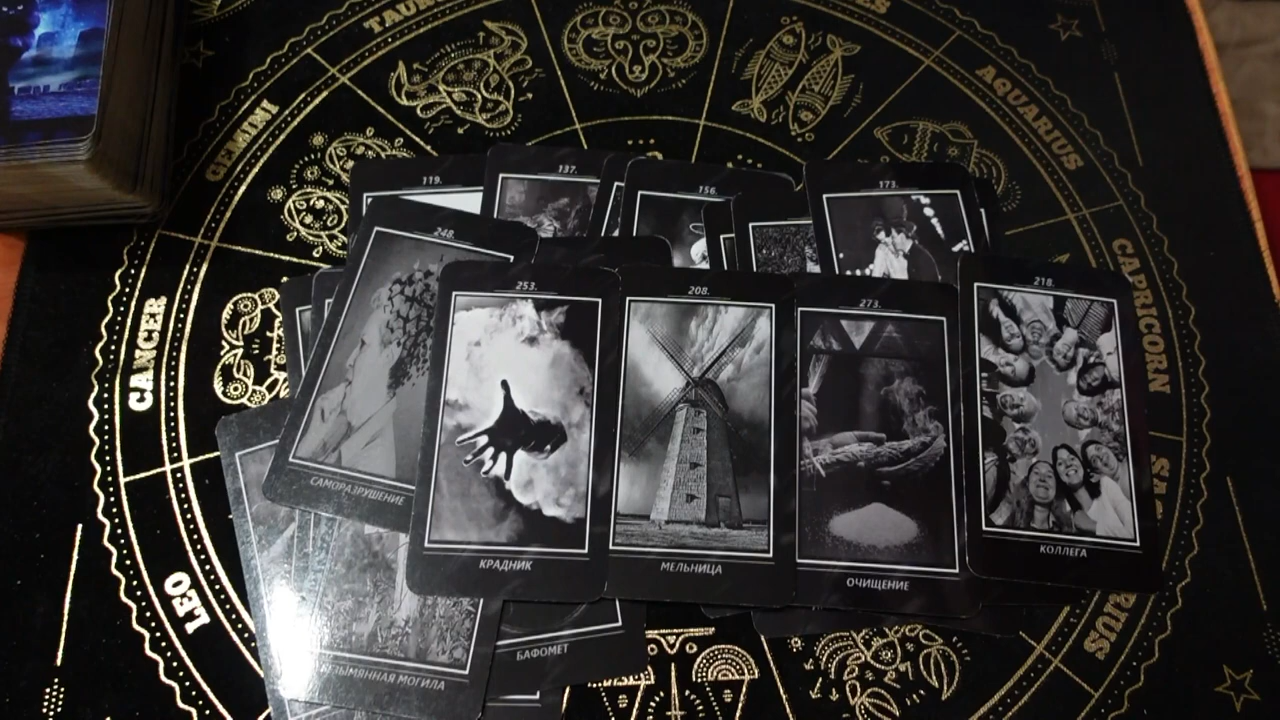 TAURUS
GEMINI
CANCER
LEO
AQUARIUS
CAPRICORN
119.
137.
156.
173.
248.
САМОРАЗРУШЕНИЕ
253.
КРАДНИК
208.
МЕЛЬНИЦА
273.
ОЧИЩЕНИЕ
218.
КОЛЛЕГА
БАФОМЕТ
БЕЗЫМЯННАЯ МОГИЛА